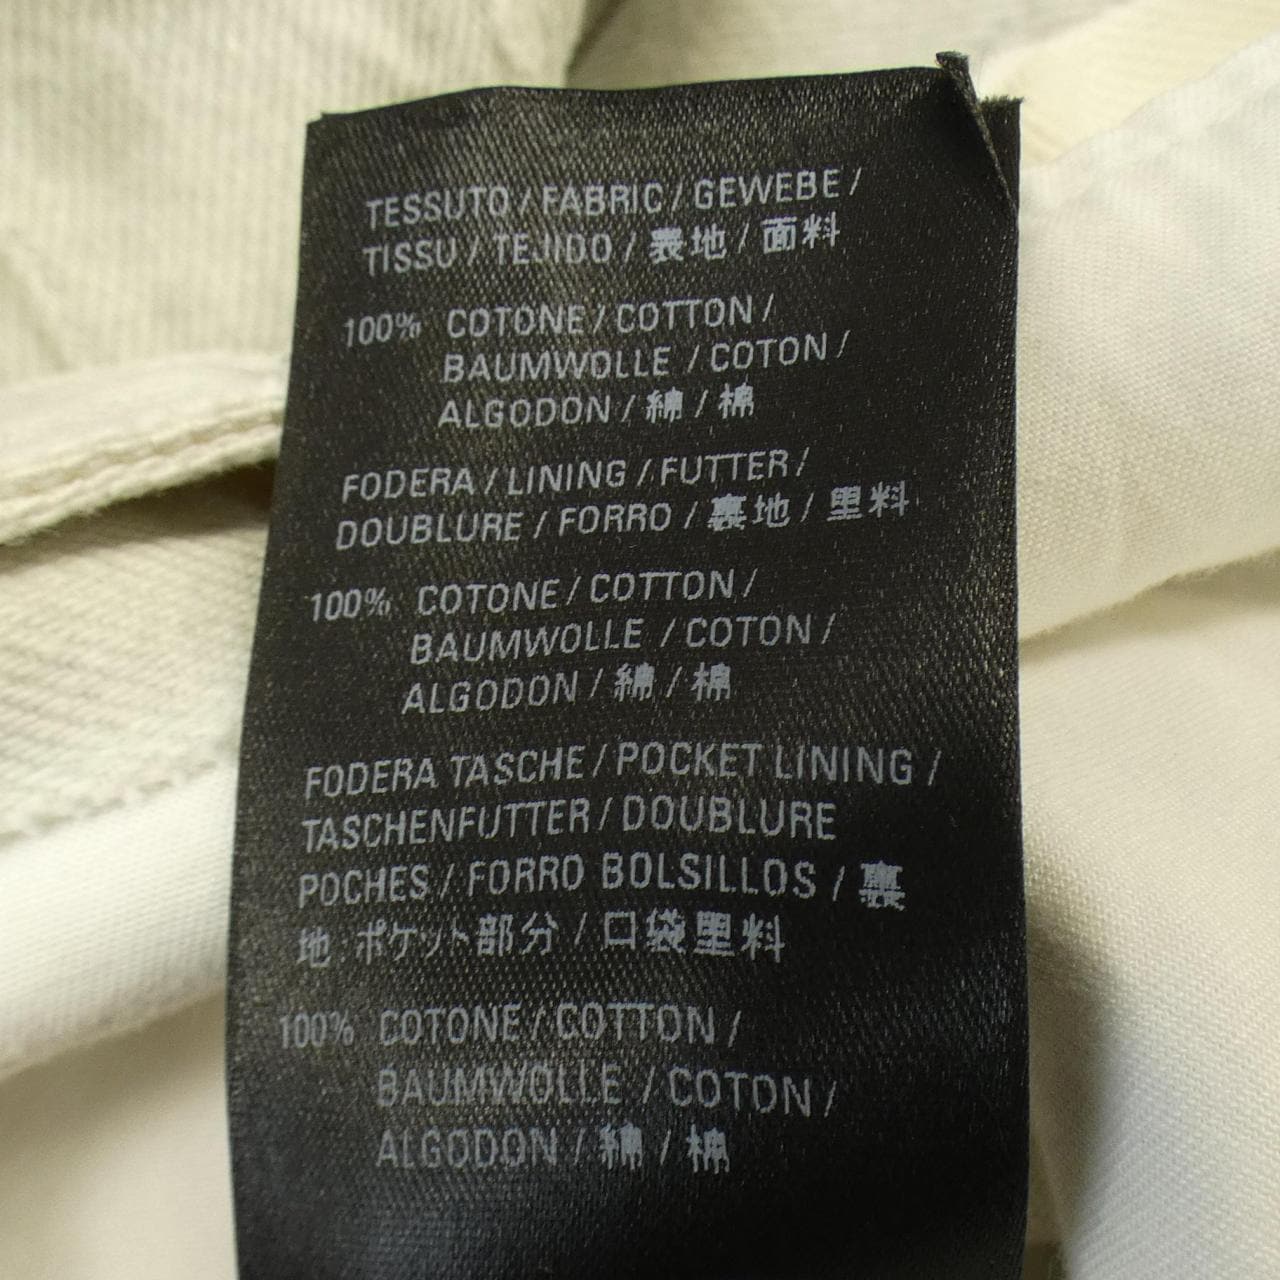 TESSUTO / FABRIC / GEWEBE /
TISSU / TEJIDO / 表地 / 面料
100% COTONE / COTTON /
BAUMWOLLE / COTON /
ALGODON / 綿 / 棉
FODERA / LINING / FUTTER /
DOUBLURE / FORRO / 裏地 / 里料
100% COTONE / COTTON /
BAUMWOLLE / COTON /
ALGODON / 綿 / 棉
FODERA TASCHE / POCKET LINING /
TASCHENFUTTER / DOUBLURE
POCHES / FORRO BOLSILLOS / 裏
地 ポケット部分 / 口袋里料
100% COTONE / COTTON /
BAUMWOLLE / COTON /
ALGODON / 綿 / 棉